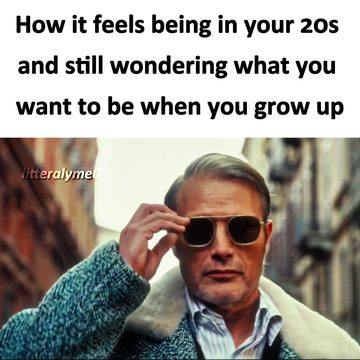 How it feels being in your 20s
and still wondering what you
want to be when you grow up
litteralymeu